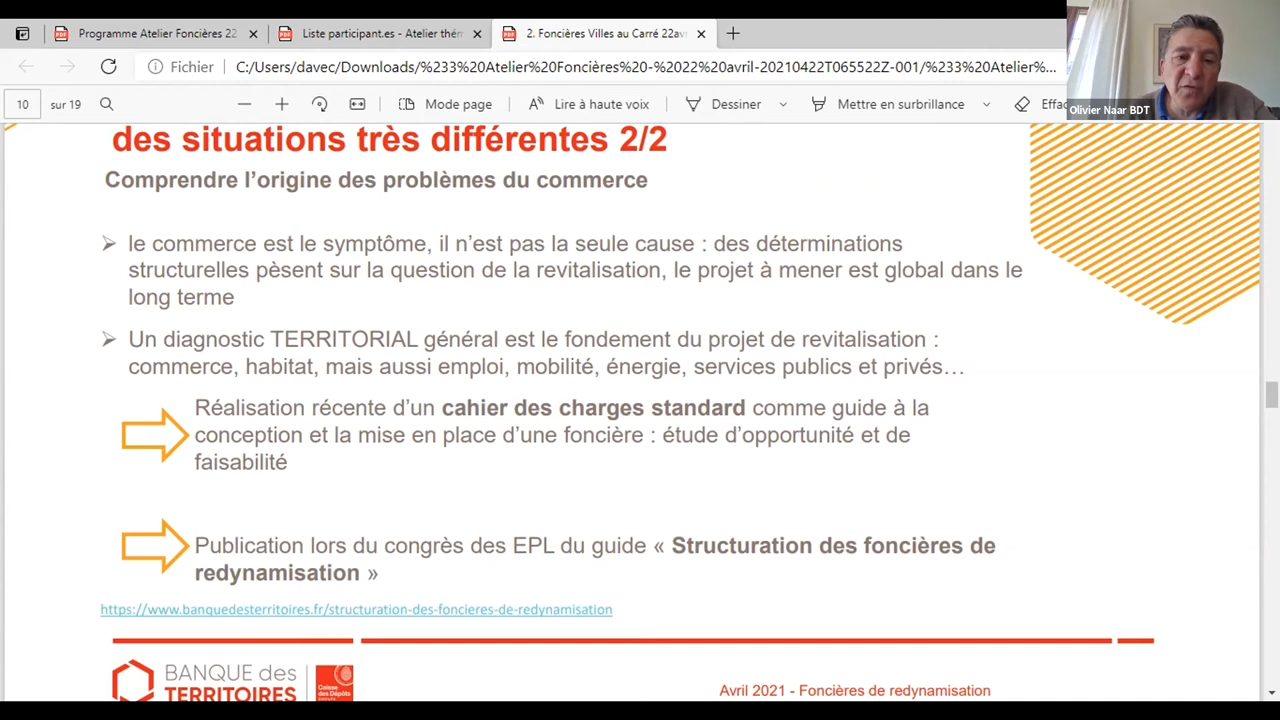 Programme Atelier Foncières 22
Liste participant.es - Atelier thém
2. Foncières Villes au Carré 22avr
Fichier
C:/Users/davec/Downloads/%233%20Atelier%20Foncières%20-%2022%20avril-20210422T065522Z-001/%233%20Atelier%...
10 sur 19
Mode page
Lire à haute voix
Dessiner
Mettre en surbrillance
Effac
Olivier Naar BDT
des situations très différentes 2/2
Comprendre l'origine des problèmes du commerce
le commerce est le symptôme, il n'est pas la seule cause : des déterminations
structurelles pèsent sur la question de la revitalisation, le projet à mener est global dans le
long terme
Un diagnostic TERRITORIAL général est le fondement du projet de revitalisation :
commerce, habitat, mais aussi emploi, mobilité, énergie, services publics et privés…
Réalisation récente d'un cahier des charges standard comme guide à la
conception et la mise en place d'une foncière : étude d'opportunité et de
faisabilité
Publication lors du congrès des EPL du guide « Structuration des foncières de
redynamisation »
https://www.banquedesterritoires.fr/structuration-des-foncieres-de-redynamisation
BANQUE des
TERRITOIRES
Caisse
des Dépôts
GROUPE
Avril 2021 - Foncières de redynamisation